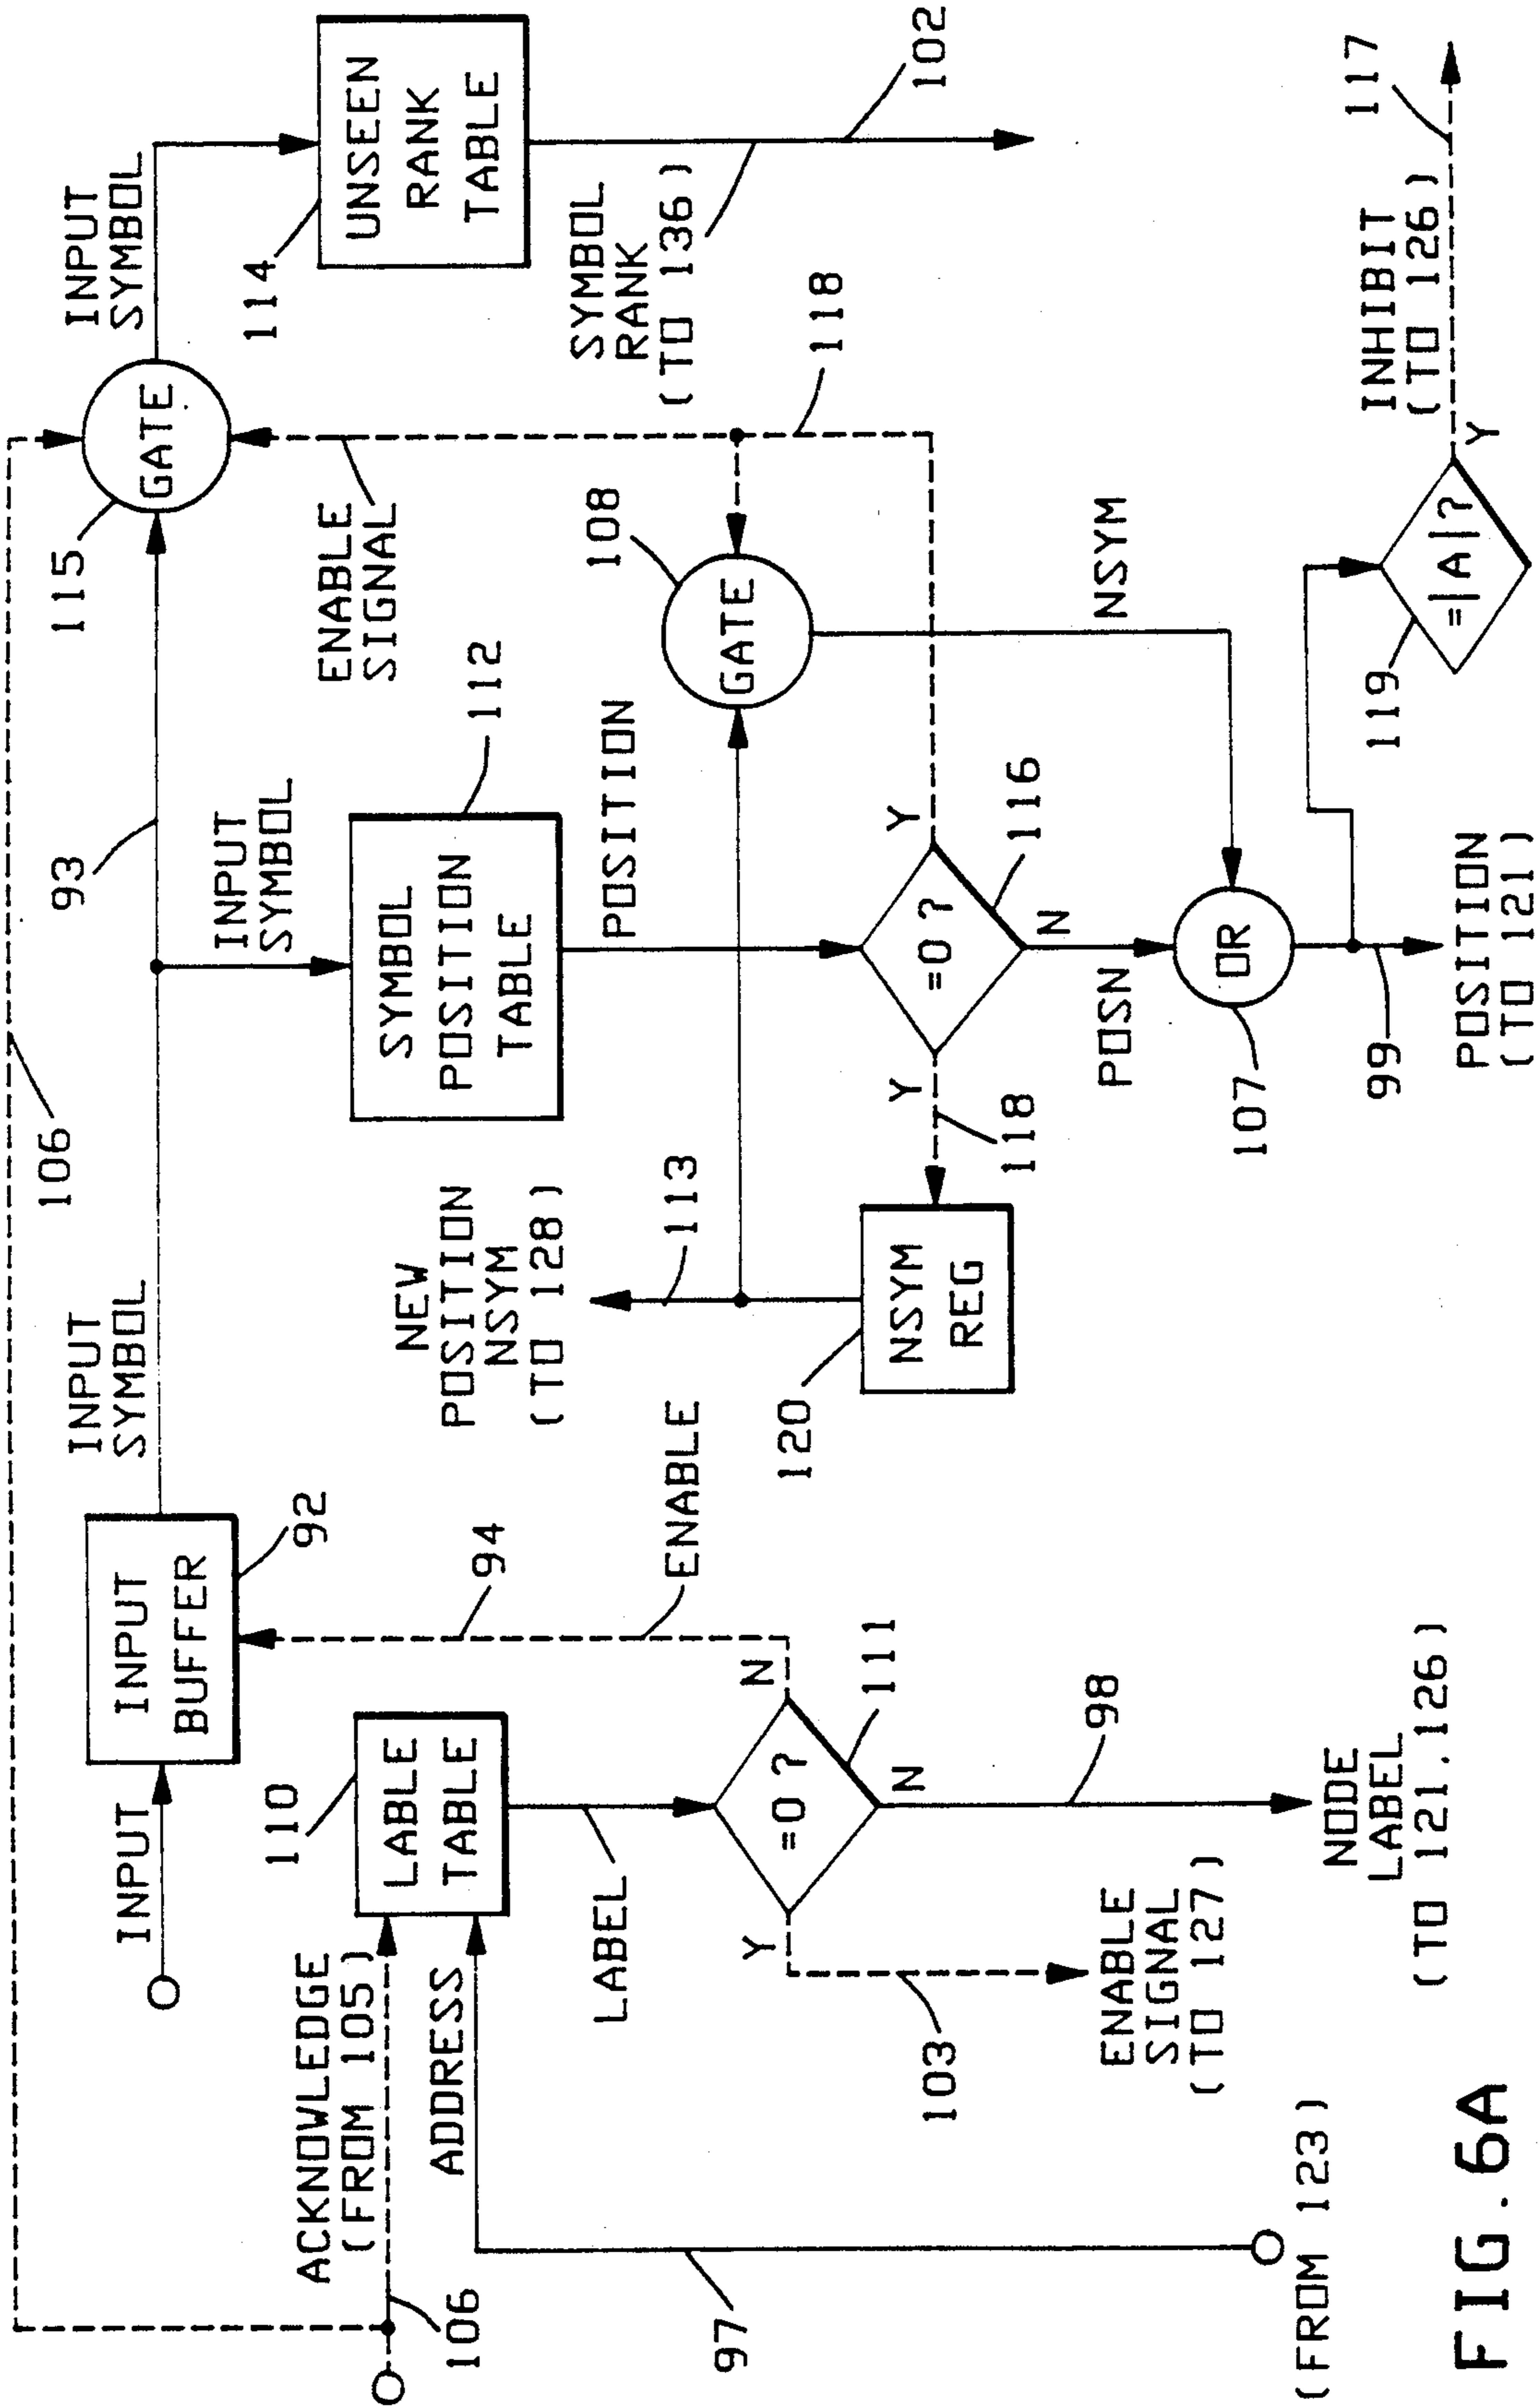 106
INPUT
INPUT
BUFFER
92
INPUT
SYMBOL
93
115
GATE
INPUT
SYMBOL
114
UNSEEN
RANK
TABLE
SYMBOL
RANK
(TO 136)
102
ACKNOWLEDGE
(FROM 105)
106
ADDRESS
97
(FROM 123)
110
LABLE
TABLE
LABEL
=0 ?
111
Y
N
N
94
ENABLE
103
ENABLE
SIGNAL
(TO 127)
98
NODE
LABEL
(TO 121,126)
INPUT
SYMBOL
SYMBOL
POSITION
TABLE
112
POSITION
ENABLE
SIGNAL
118
108
GATE
NEW
POSITION
NSYM
(TO 128)
113
120
NSYM
REG
118
Y
=0 ?
Y
116
N
POSN
NSYM
107
OR
99
POSITION
(TO 121)
119
=|A|?
Y
INHIBIT
(TO 126)
117
FIG.6A